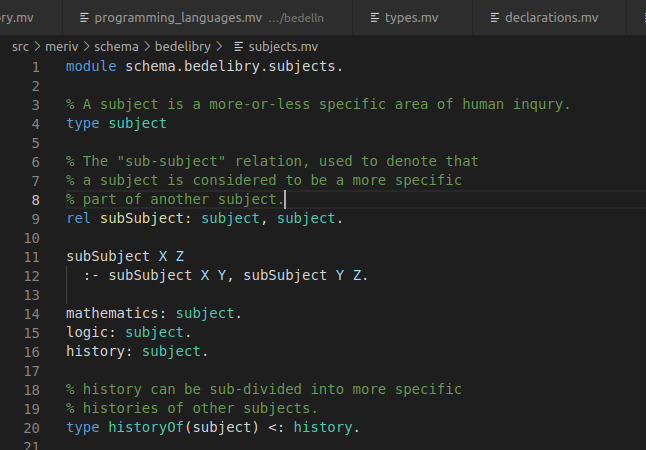 ry.mv programming_languages.mv .../bedelln types.mv declarations.mv
src > meriv > schema > bedelibry > subjects.mv
1 module schema.bedelibry.subjects.
2
3 % A subject is a more-or-less specific area of human inqury.
4 type subject
5
6 % The "sub-subject" relation, used to denote that
7 % a subject is considered to be a more specific
8 % part of another subject.
9 rel subSubject: subject, subject.
10
11 subSubject X Z
12   :- subSubject X Y, subSubject Y Z.
13
14 mathematics: subject.
15 logic: subject.
16 history: subject.
17
18 % history can be sub-divided into more specific
19 % histories of other subjects.
20 type historyOf(subject) <: history.
21